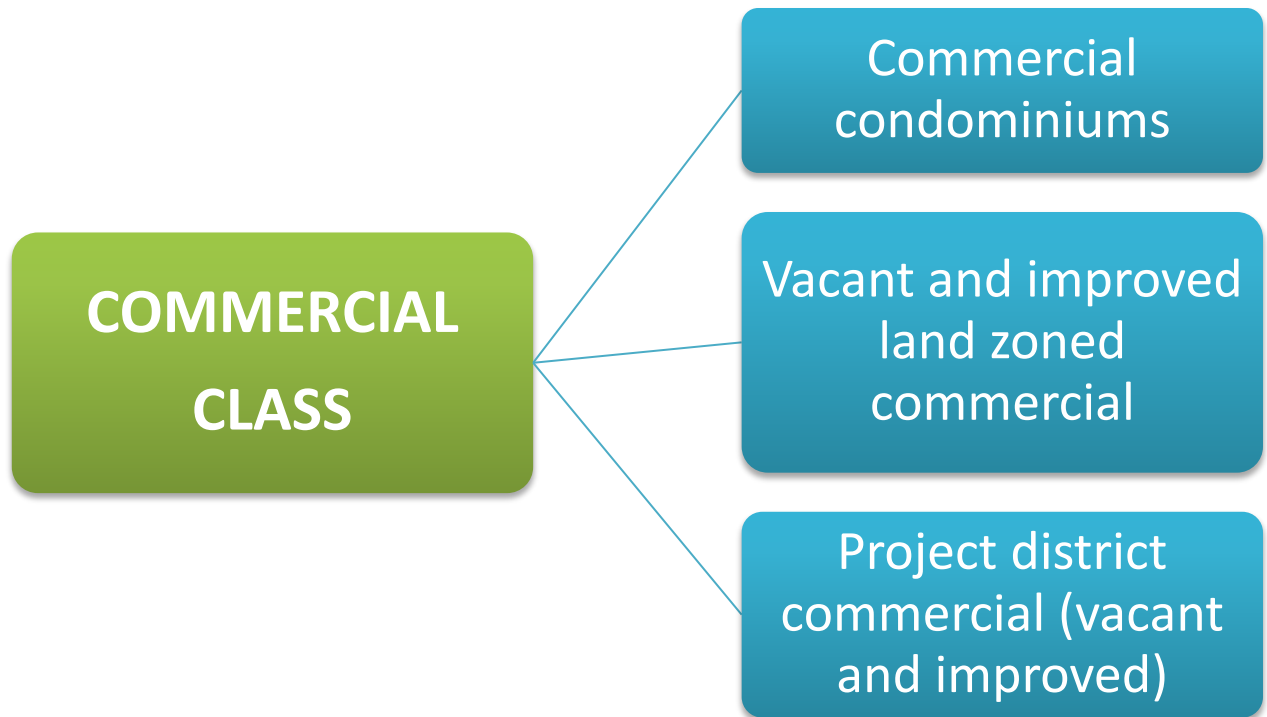 COMMERCIAL
CLASS
Commercial
condominiums
Vacant and improved
land zoned
commercial
Project district
commercial (vacant
and improved)